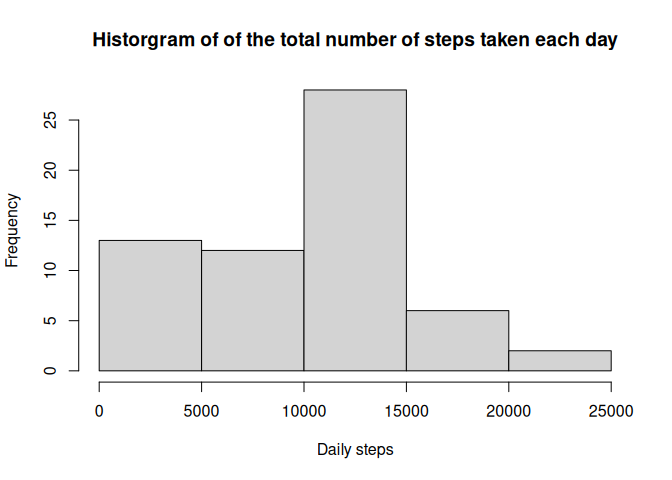 Historgram of of the total number of steps taken each day
Frequency
25
20
15
10
5
0
0 5000 10000 15000 20000 25000
Daily steps